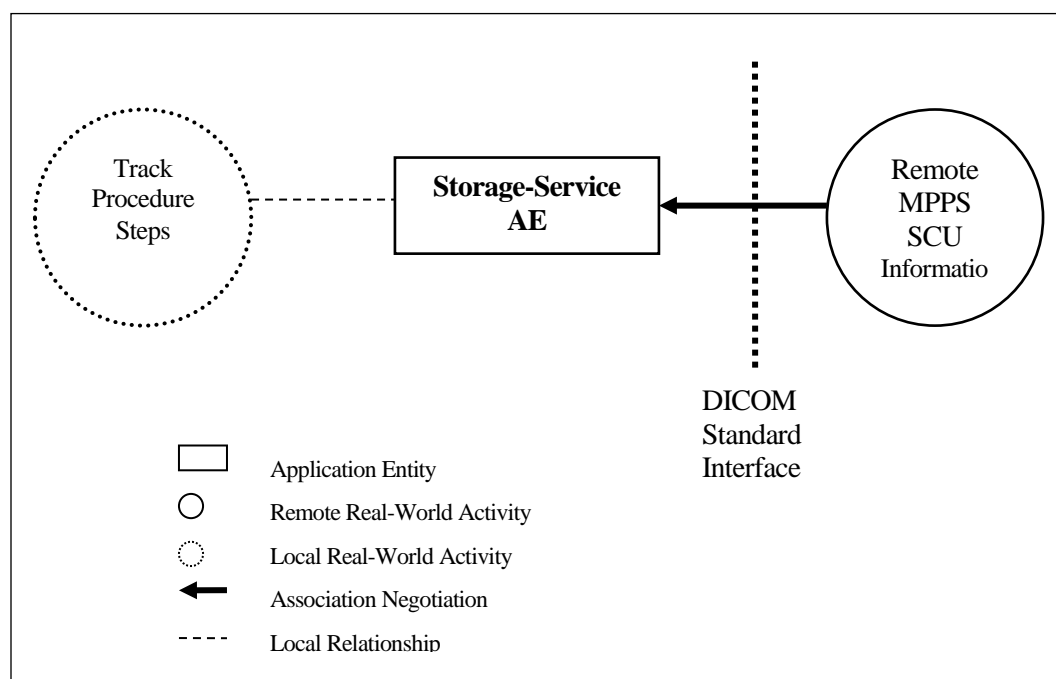 Track
Procedure
Steps
Storage-Service
AE
Remote
MPPS
SCU
Informatio
DICOM
Standard
Interface
Application Entity
Remote Real-World Activity
Local Real-World Activity
Association Negotiation
Local Relationship